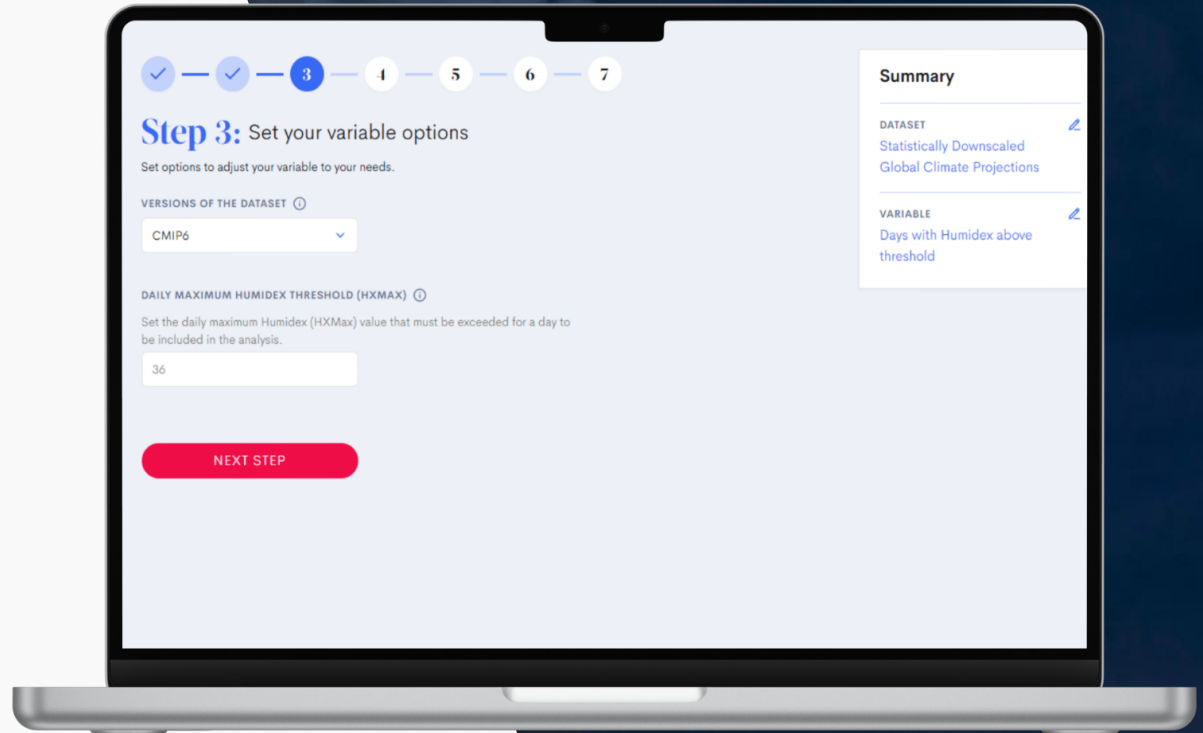 3 4 5 6 7
Step 3: Set your variable options
Set options to adjust your variable to your needs.
VERSIONS OF THE DATASET
CMIP6
DAILY MAXIMUM HUMIDEX THRESHOLD (HXMAX)
Set the daily maximum Humidex (HXMax) value that must be exceeded for a day to
be included in the analysis.
36
NEXT STEP
Summary
DATASET
Statistically Downscaled
Global Climate Projections
VARIABLE
Days with Humidex above
threshold